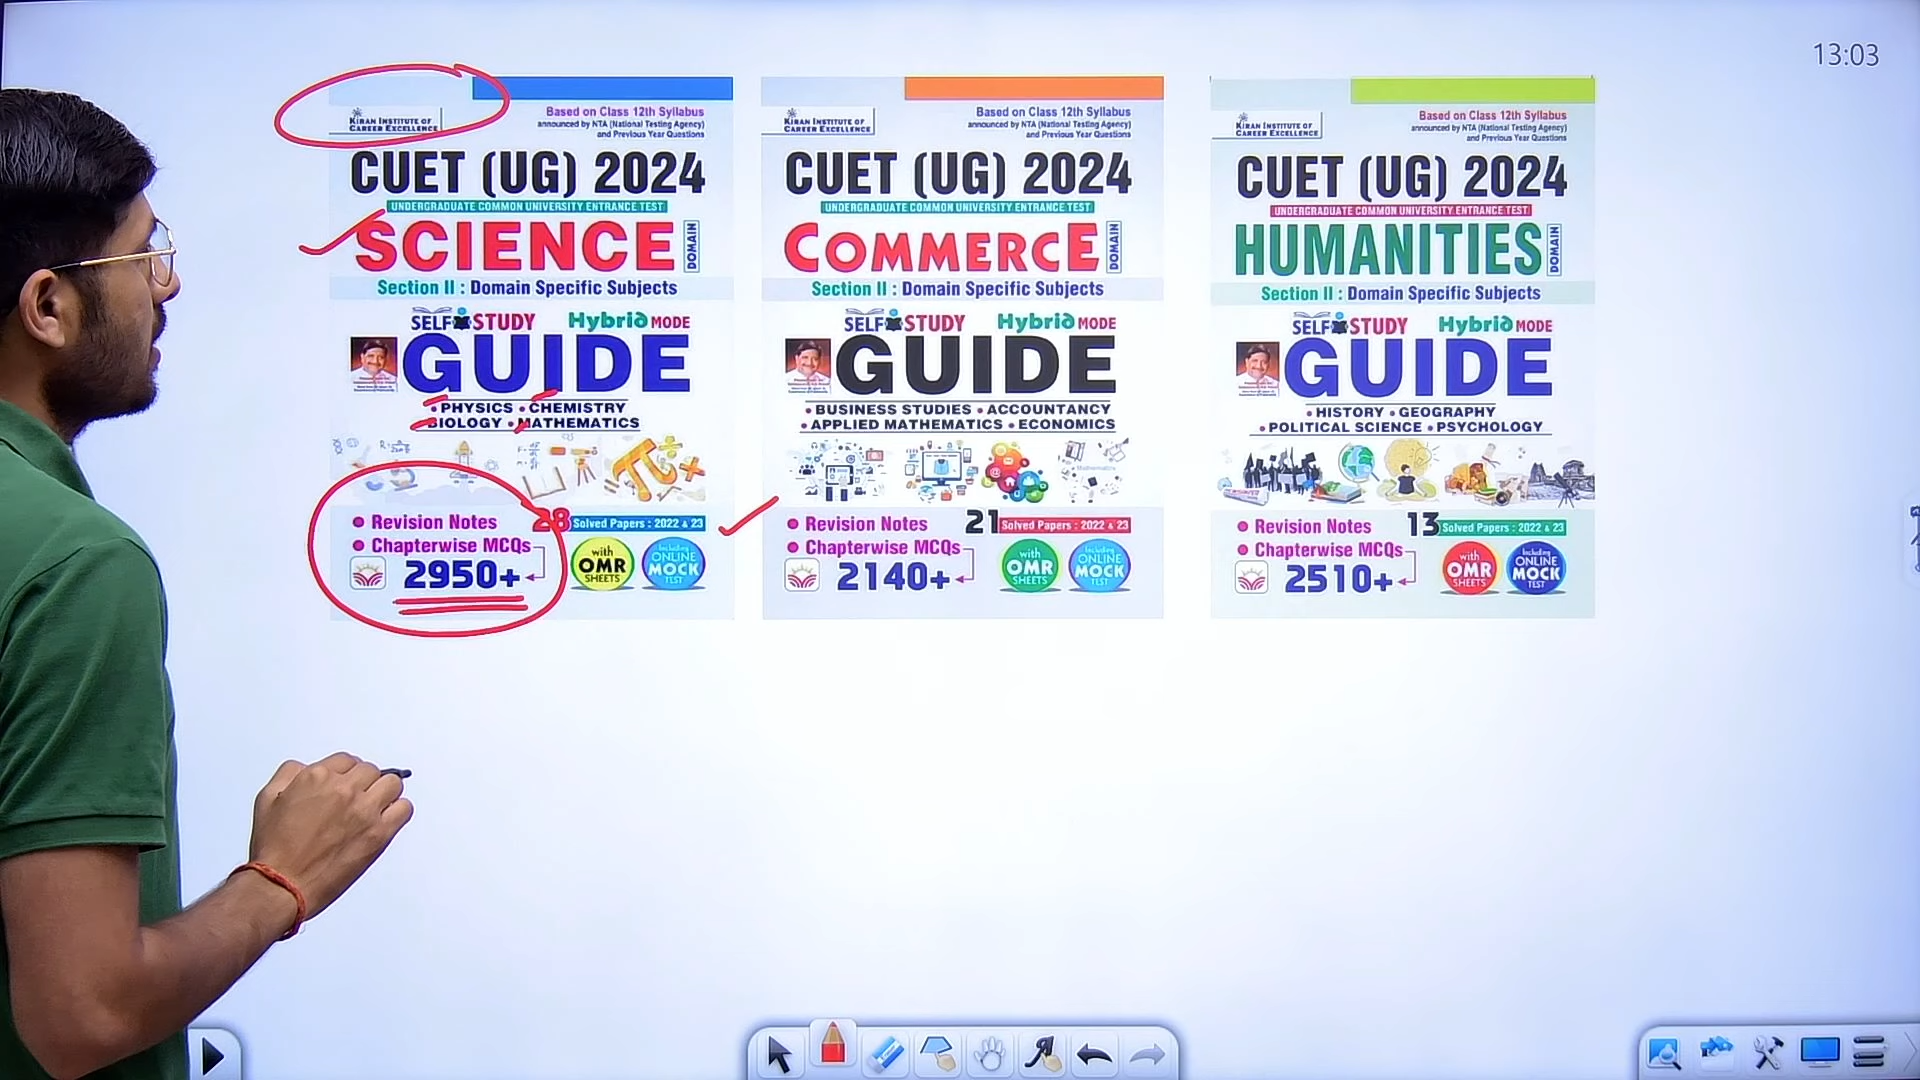 13:03
KIRAN INSTITUTE OF
CAREER EXCELLENCE
Based on Class 12th Syllabus
announced by NTA (National Testing Agency)
and Previous Year Questions
CUET (UG) 2024
UNDERGRADUATE COMMON UNIVERSITY ENTRANCE TEST
SCIENCE
DOMAIN
Section II : Domain Specific Subjects
SELF STUDY
Hybrid MODE
GUIDE
• PHYSICS • CHEMISTRY
BIOLOGY • MATHEMATICS
• Revision Notes
• Chapterwise MCQs
2950+
28 Solved Papers : 2022 & 23
with
OMR
SHEETS
Including
ONLINE
MOCK
TEST
KIRAN INSTITUTE OF
CAREER EXCELLENCE
Based on Class 12th Syllabus
announced by NTA (National Testing Agency)
and Previous Year Questions
CUET (UG) 2024
UNDERGRADUATE COMMON UNIVERSITY ENTRANCE TEST
COMMERCE
DOMAIN
Section II : Domain Specific Subjects
SELF STUDY
Hybrid MODE
GUIDE
• BUSINESS STUDIES • ACCOUNTANCY
• APPLIED MATHEMATICS • ECONOMICS
Mathematics
• Revision Notes
• Chapterwise MCQs
2140+
21 Solved Papers : 2022 & 23
with
OMR
SHEETS
Including
ONLINE
MOCK
TEST
KIRAN INSTITUTE OF
CAREER EXCELLENCE
Based on Class 12th Syllabus
announced by NTA (National Testing Agency)
and Previous Year Questions
CUET (UG) 2024
UNDERGRADUATE COMMON UNIVERSITY ENTRANCE TEST
HUMANITIES
DOMAIN
Section II : Domain Specific Subjects
SELF STUDY
Hybrid MODE
GUIDE
• HISTORY • GEOGRAPHY
• POLITICAL SCIENCE • PSYCHOLOGY
• Revision Notes
• Chapterwise MCQs
2510+
13 Solved Papers : 2022 & 23
with
OMR
SHEETS
Including
ONLINE
MOCK
TEST